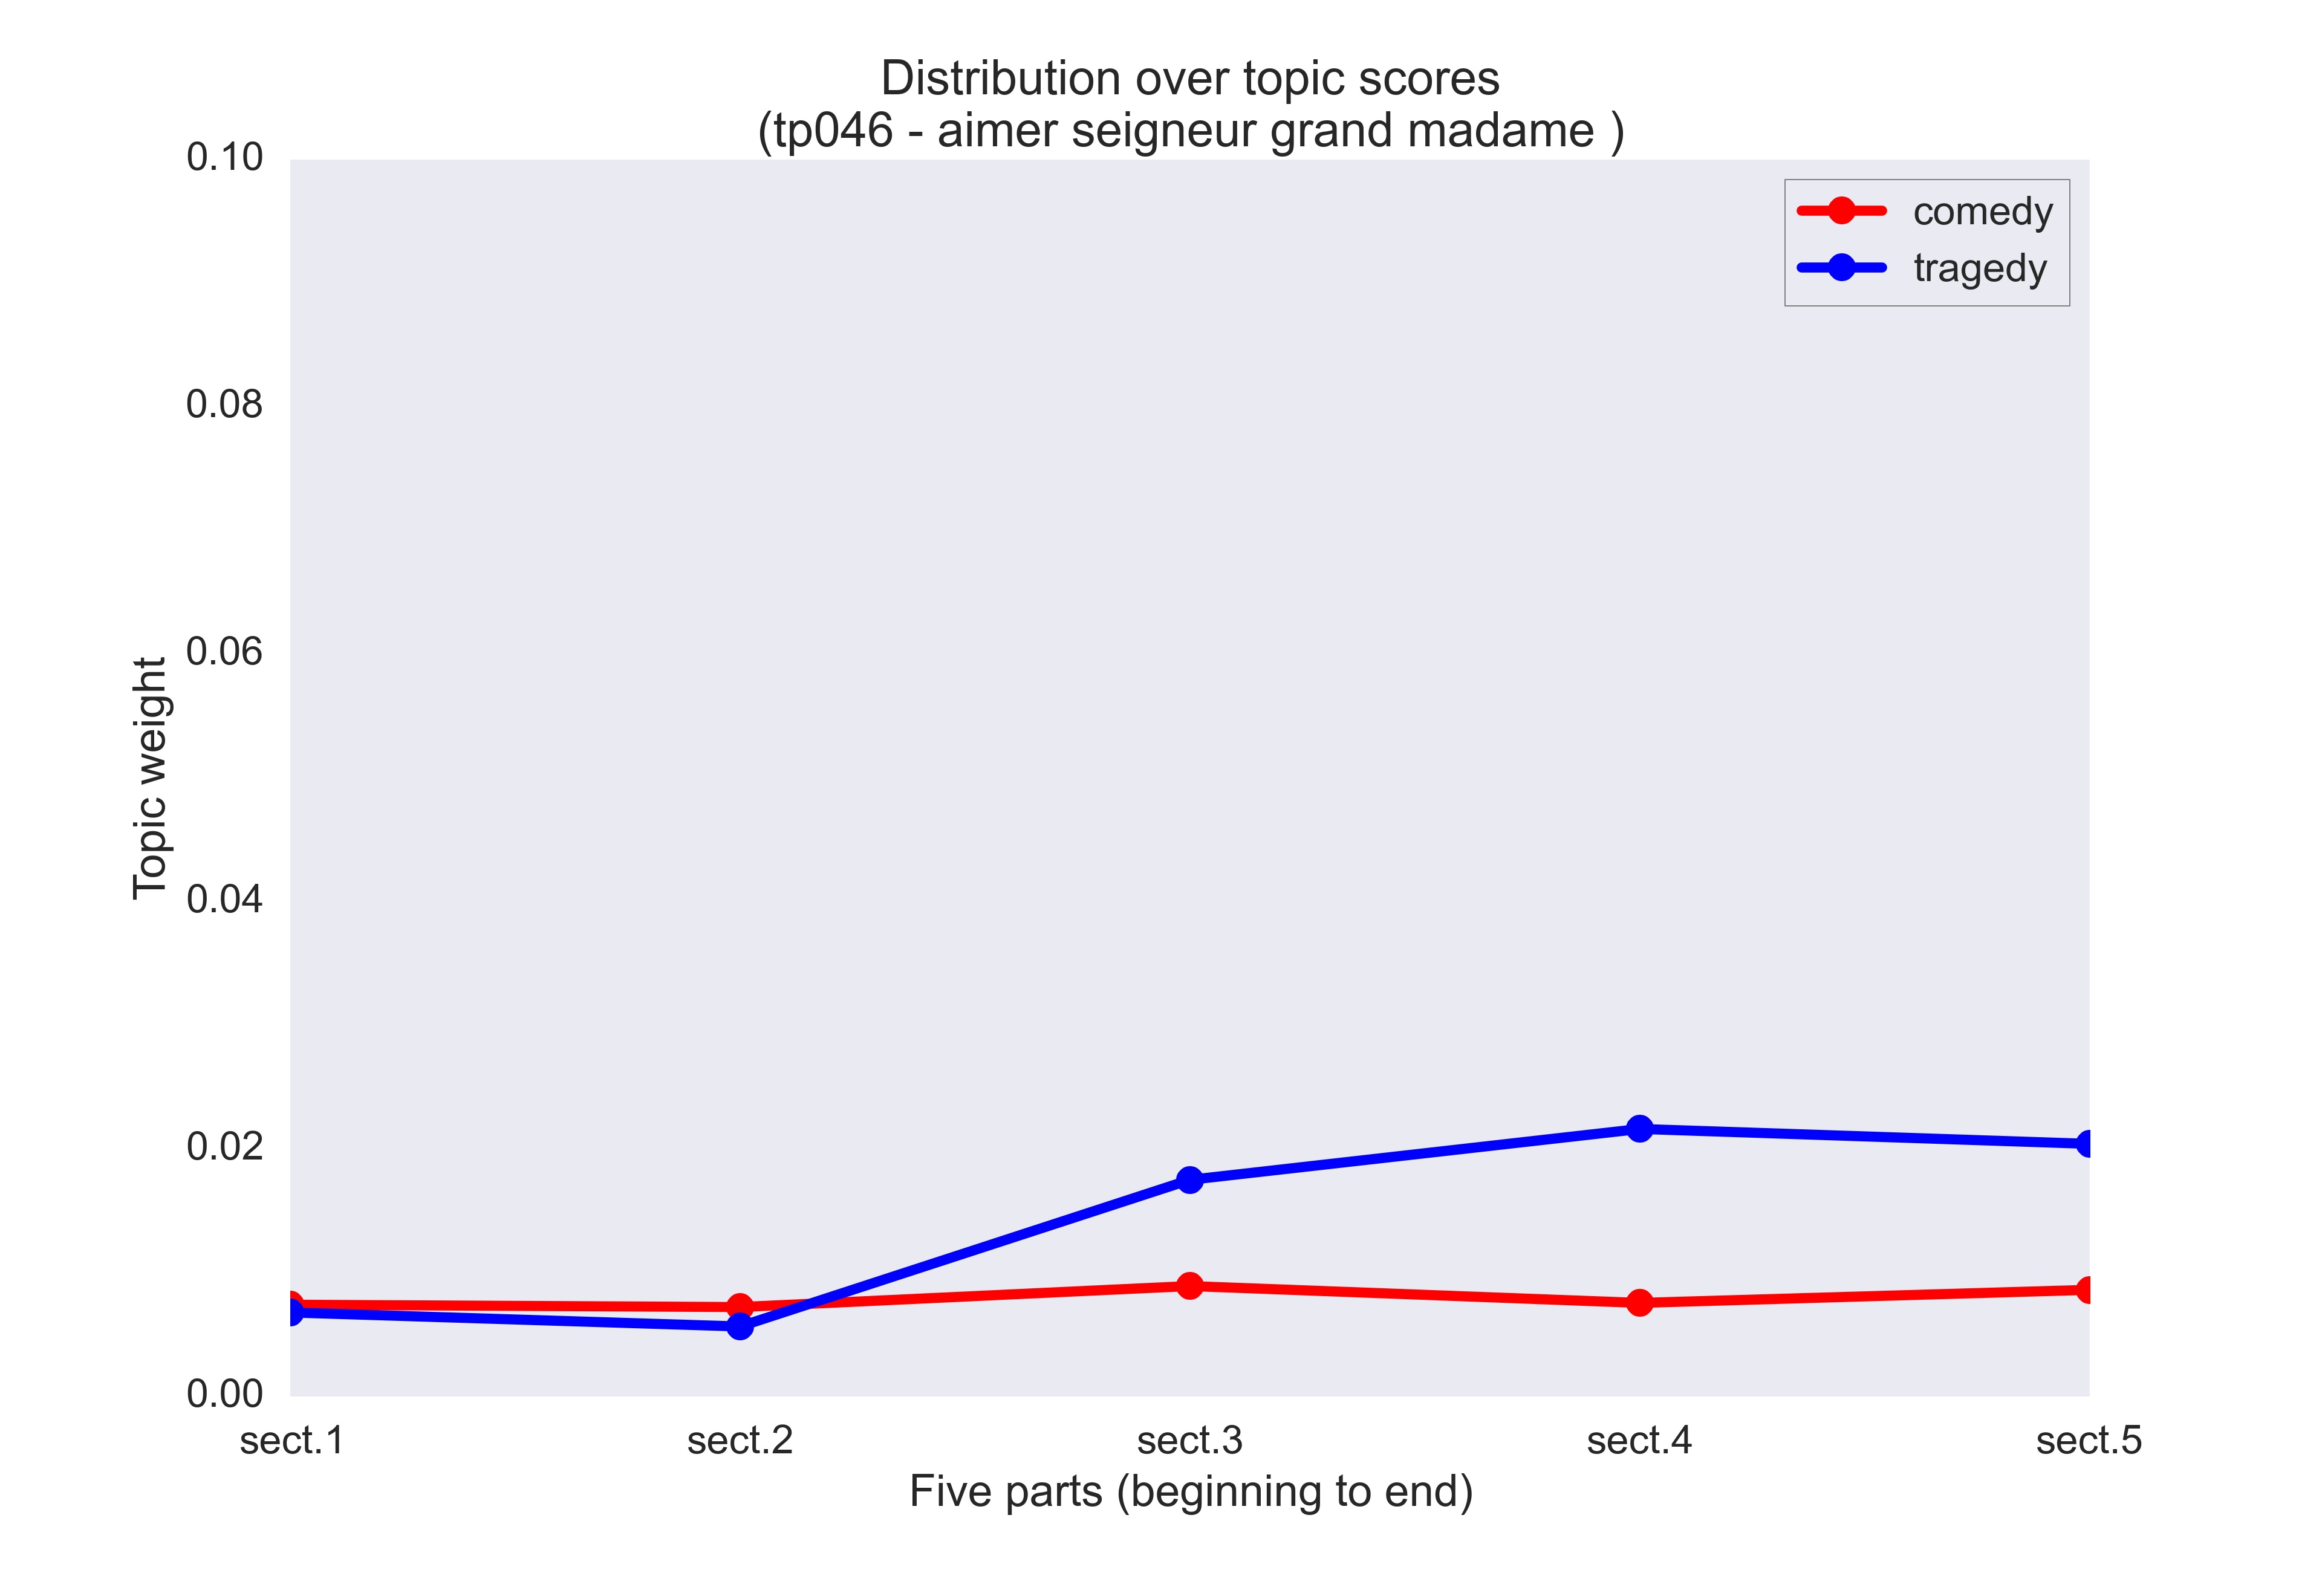 Distribution over topic scores
(tp046 - aimer seigneur grand madame )
comedy
tragedy
Topic weight
0.10
0.08
0.06
0.04
0.02
0.00
sect.1 sect.2 sect.3 sect.4 sect.5
Five parts (beginning to end)